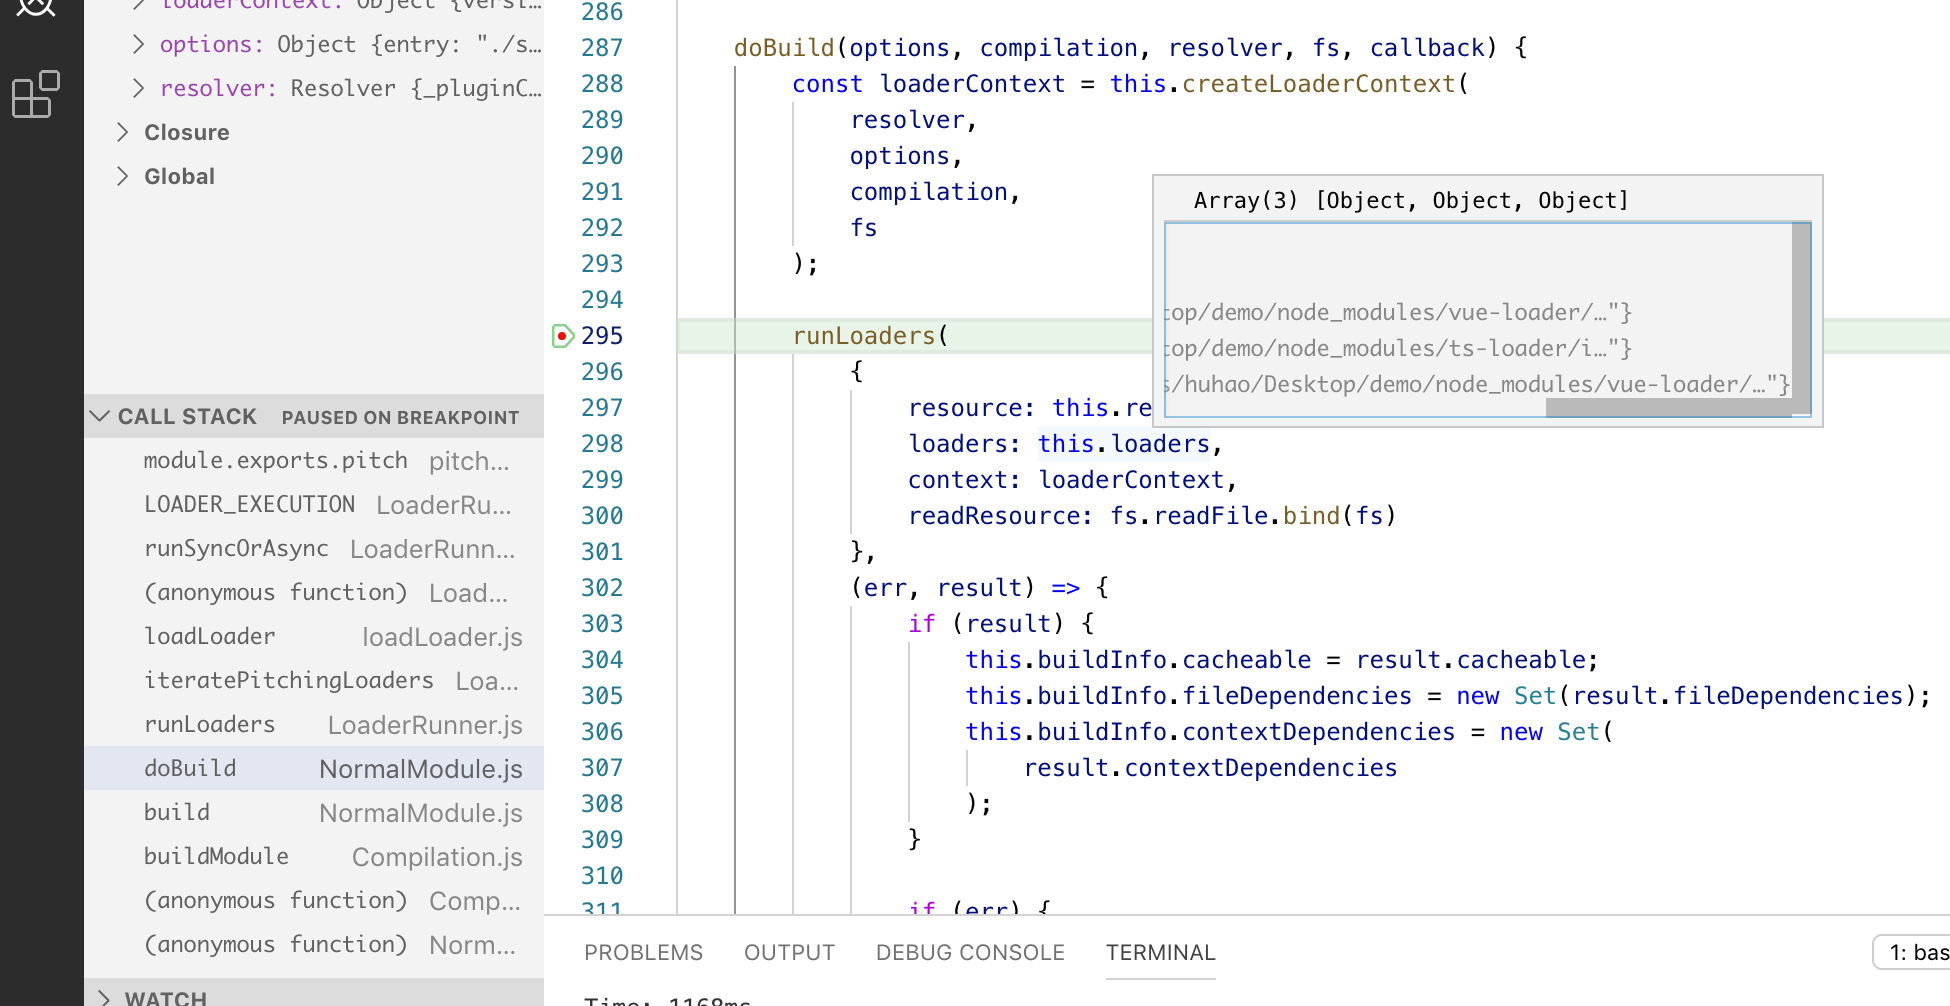 loaderContext: Object {versi…
options: Object {entry: "./s…
resolver: Resolver {_pluginC…
Closure
Global
CALL STACK PAUSED ON BREAKPOINT
module.exports.pitch pitch...
LOADER_EXECUTION LoaderRu...
runSyncOrAsync LoaderRunn...
(anonymous function) Load...
loadLoader loadLoader.js
iteratePitchingLoaders Loa...
runLoaders LoaderRunner.js
doBuild NormalModule.js
build NormalModule.js
buildModule Compilation.js
(anonymous function) Comp...
(anonymous function) Norm...
WATCH
286
287 doBuild(options, compilation, resolver, fs, callback) {
288 const loaderContext = this.createLoaderContext(
289 resolver,
290 options,
291 compilation,
292 fs
293 );
294
295 runLoaders(
296 {
297 resource: this.re
298 loaders: this.loaders,
299 context: loaderContext,
300 readResource: fs.readFile.bind(fs)
301 },
302 (err, result) => {
303 if (result) {
304 this.buildInfo.cacheable = result.cacheable;
305 this.buildInfo.fileDependencies = new Set(result.fileDependencies);
306 this.buildInfo.contextDependencies = new Set(
307 result.contextDependencies
308 );
309 }
310
311 if (err) {
Array(3) [Object, Object, Object]
top/demo/node_modules/vue-loader/…"}
top/demo/node_modules/ts-loader/i…"}
s/huhao/Desktop/demo/node_modules/vue-loader/…"}
PROBLEMS OUTPUT DEBUG CONSOLE TERMINAL 1: bas
Time: 1168ms